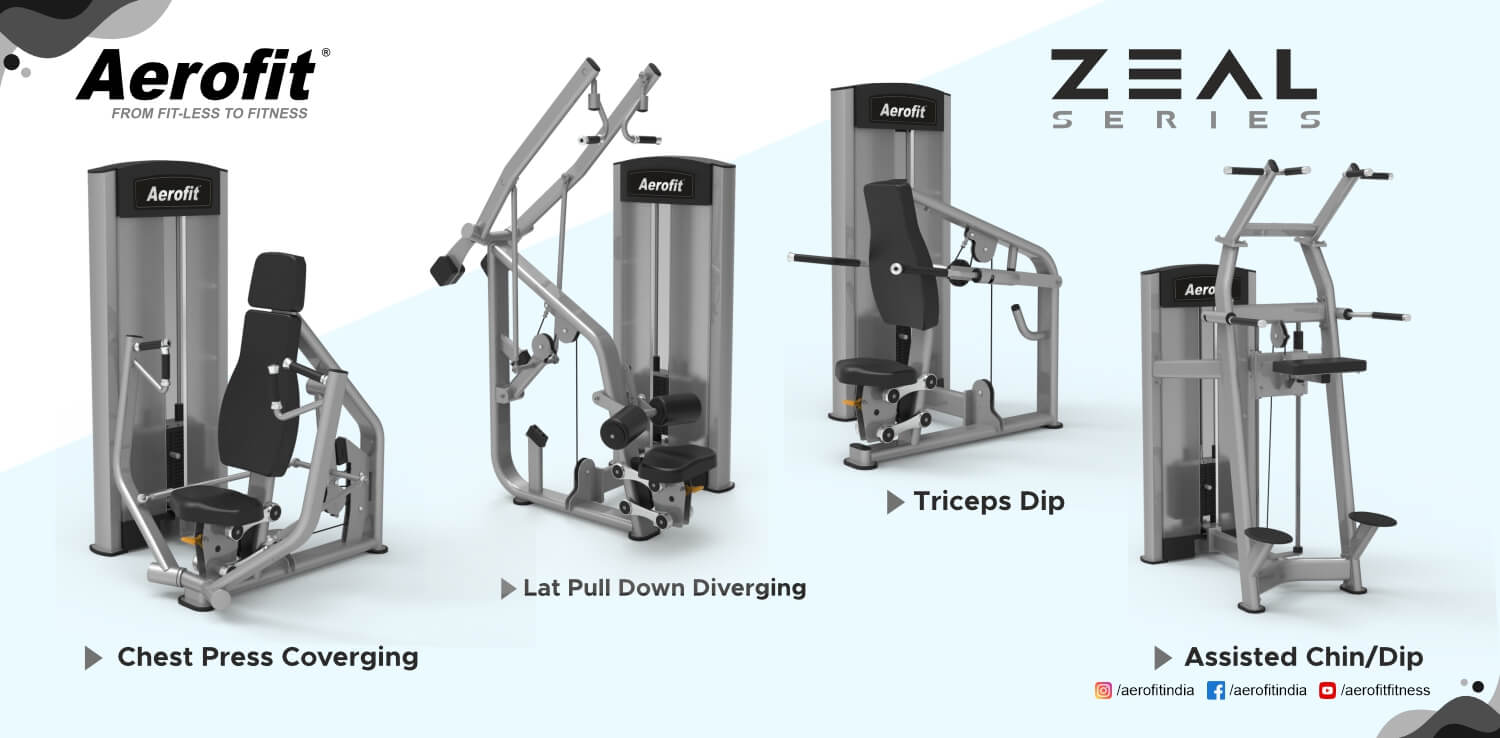 Aerofit®
FROM FIT-LESS TO FITNESS
ZEAL
SERIES
Aerofit
Aerofit
Aerofit
Aero
Triceps Dip
Lat Pull Down Diverging
Chest Press Coverging
Assisted Chin/Dip
/aerofitindia /aerofitindia /aerofitfitness